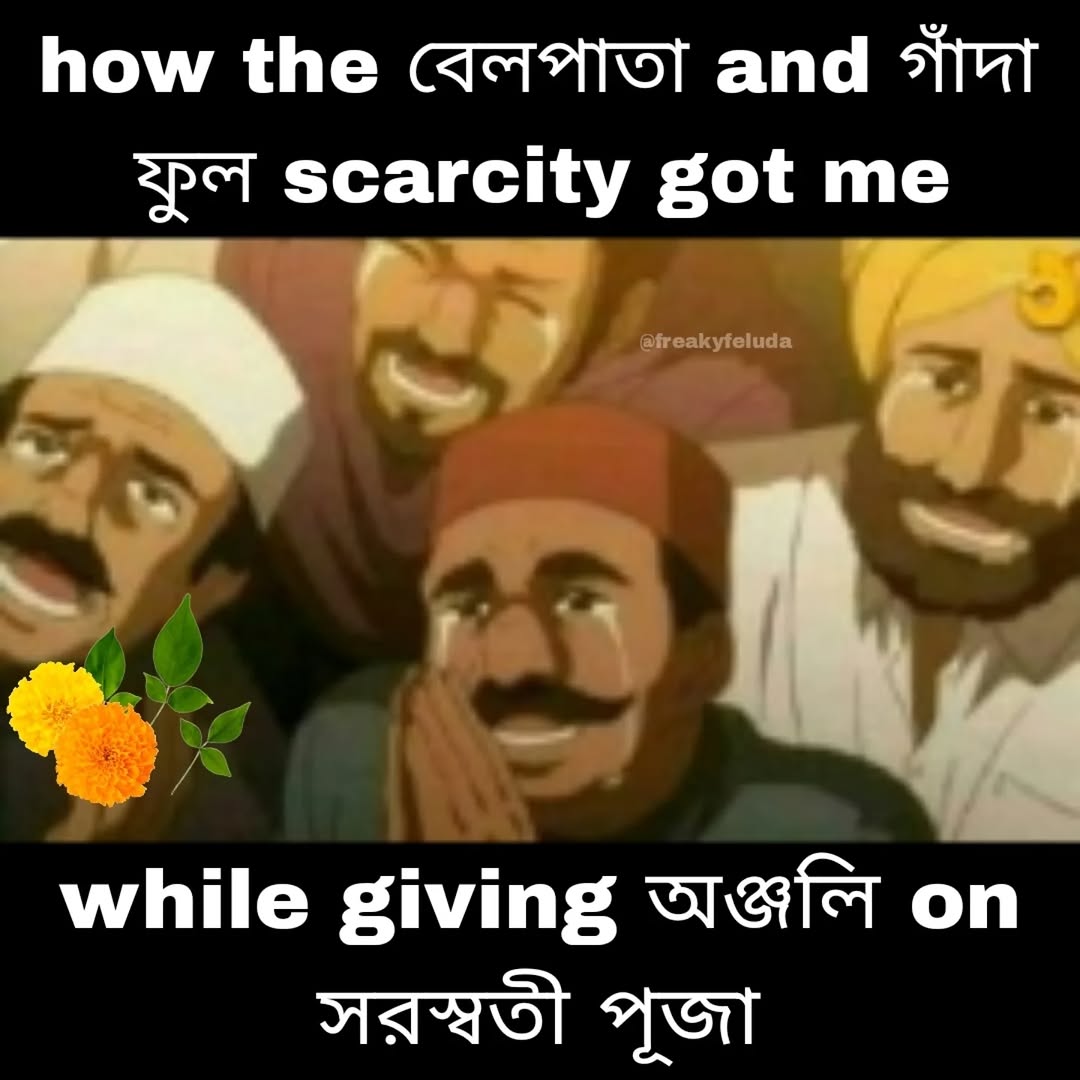 how the বেলপাতা and গাঁদা
ফুল scarcity got me
@freakyfeluda
while giving অঞ্জলি on
সরস্বতী পূজা